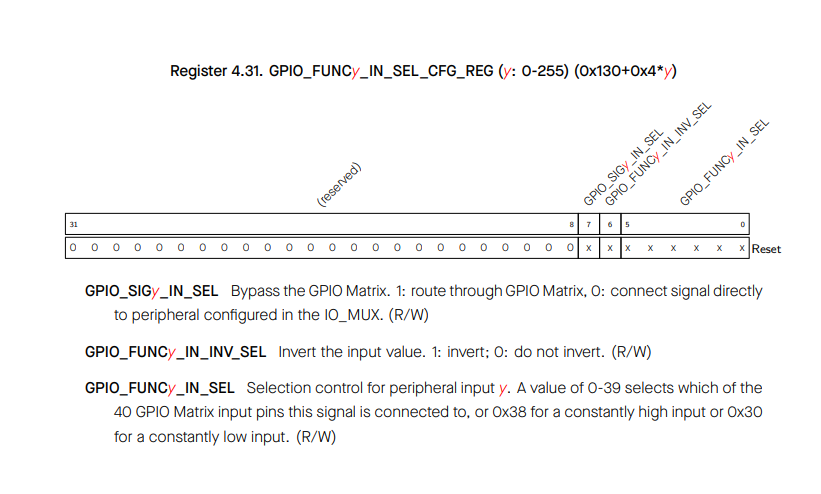 Register 4.31. GPIO_FUNCy_IN_SEL_CFG_REG (y: 0-255) (0x130+0x4*y)
(reserved)
GPIO_SIGy_IN_SEL
GPIO_FUNCy_IN_INV_SEL
GPIO_FUNCy_IN_SEL
31 8 7 6 5 0
0 0 0 0 0 0 0 0 0 0 0 0 0 0 0 0 0 0 0 0 0 0 0 0 x x x x x x x x Reset
GPIO_SIGy_IN_SEL Bypass the GPIO Matrix. 1: route through GPIO Matrix, 0: connect signal directly
to peripheral configured in the IO_MUX. (R/W)
GPIO_FUNCy_IN_INV_SEL Invert the input value. 1: invert; 0: do not invert. (R/W)
GPIO_FUNCy_IN_SEL Selection control for peripheral input y. A value of 0-39 selects which of the
40 GPIO Matrix input pins this signal is connected to, or 0x38 for a constantly high input or 0x30
for a constantly low input. (R/W)